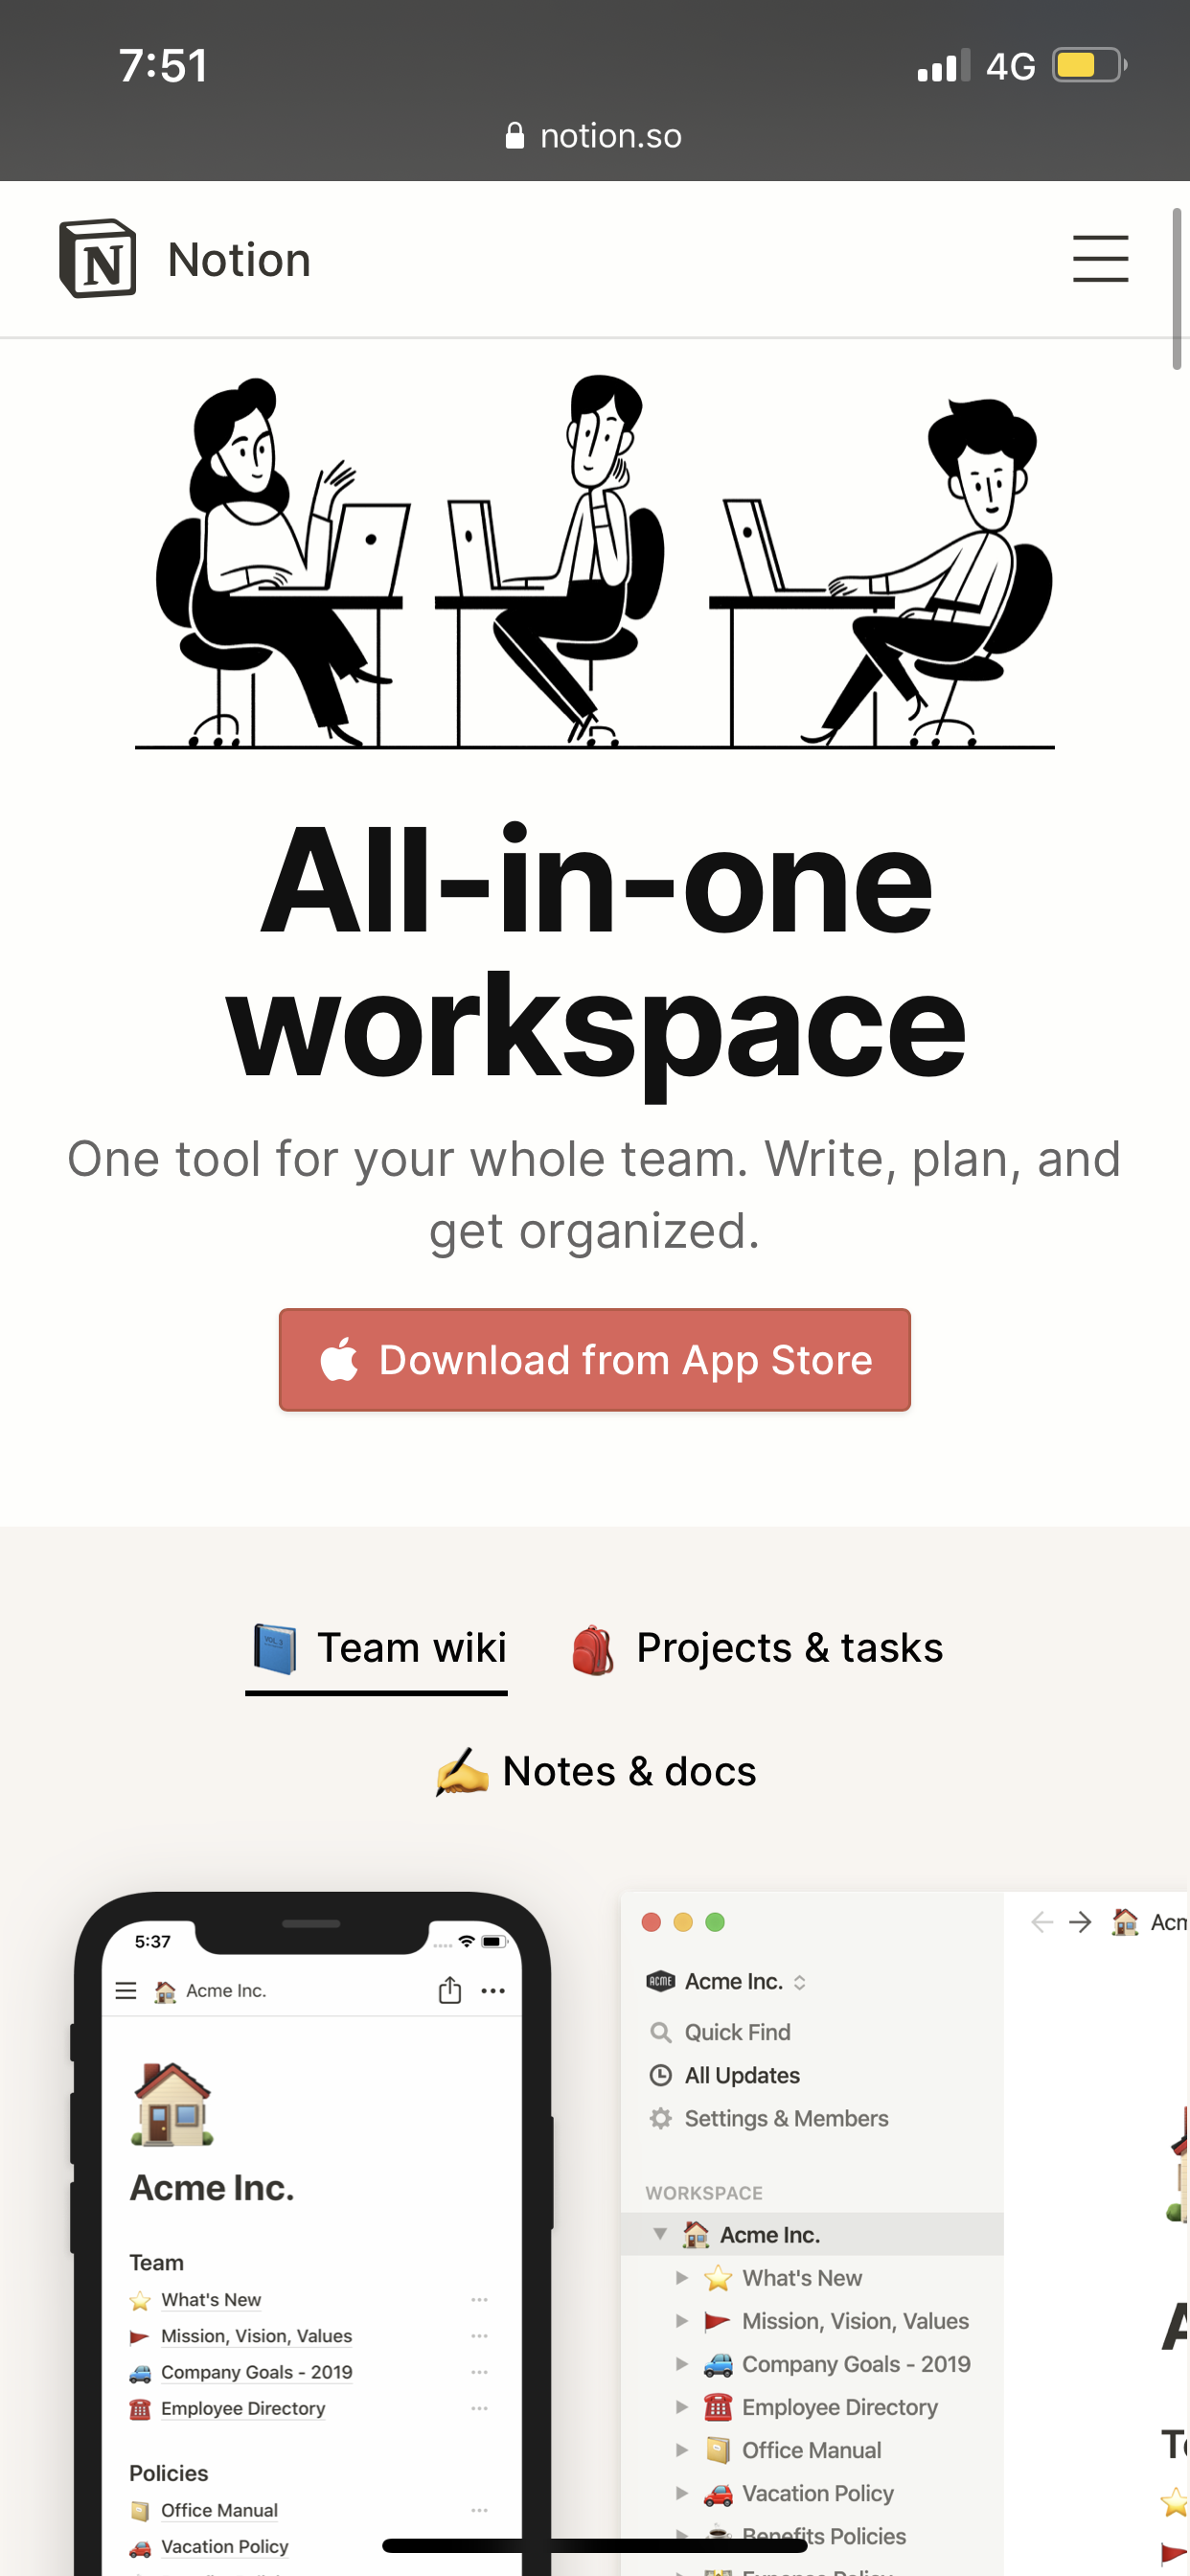 7:51
4G
notion.so
N
Notion
All-in-one
workspace
One tool for your whole team. Write, plan, and
get organized.
Download from App Store
Team wiki
Projects & tasks
Notes & docs
5:37
Acme Inc.
Acme Inc.
Team
What's New
Mission, Vision, Values
Company Goals - 2019
Employee Directory
Policies
Office Manual
Vacation Policy
ACME
Acme Inc.
Quick Find
All Updates
Settings & Members
WORKSPACE
Acme Inc.
What's New
Mission, Vision, Values
Company Goals - 2019
Employee Directory
Office Manual
Vacation Policy
Benefits Policies
Expense Policy